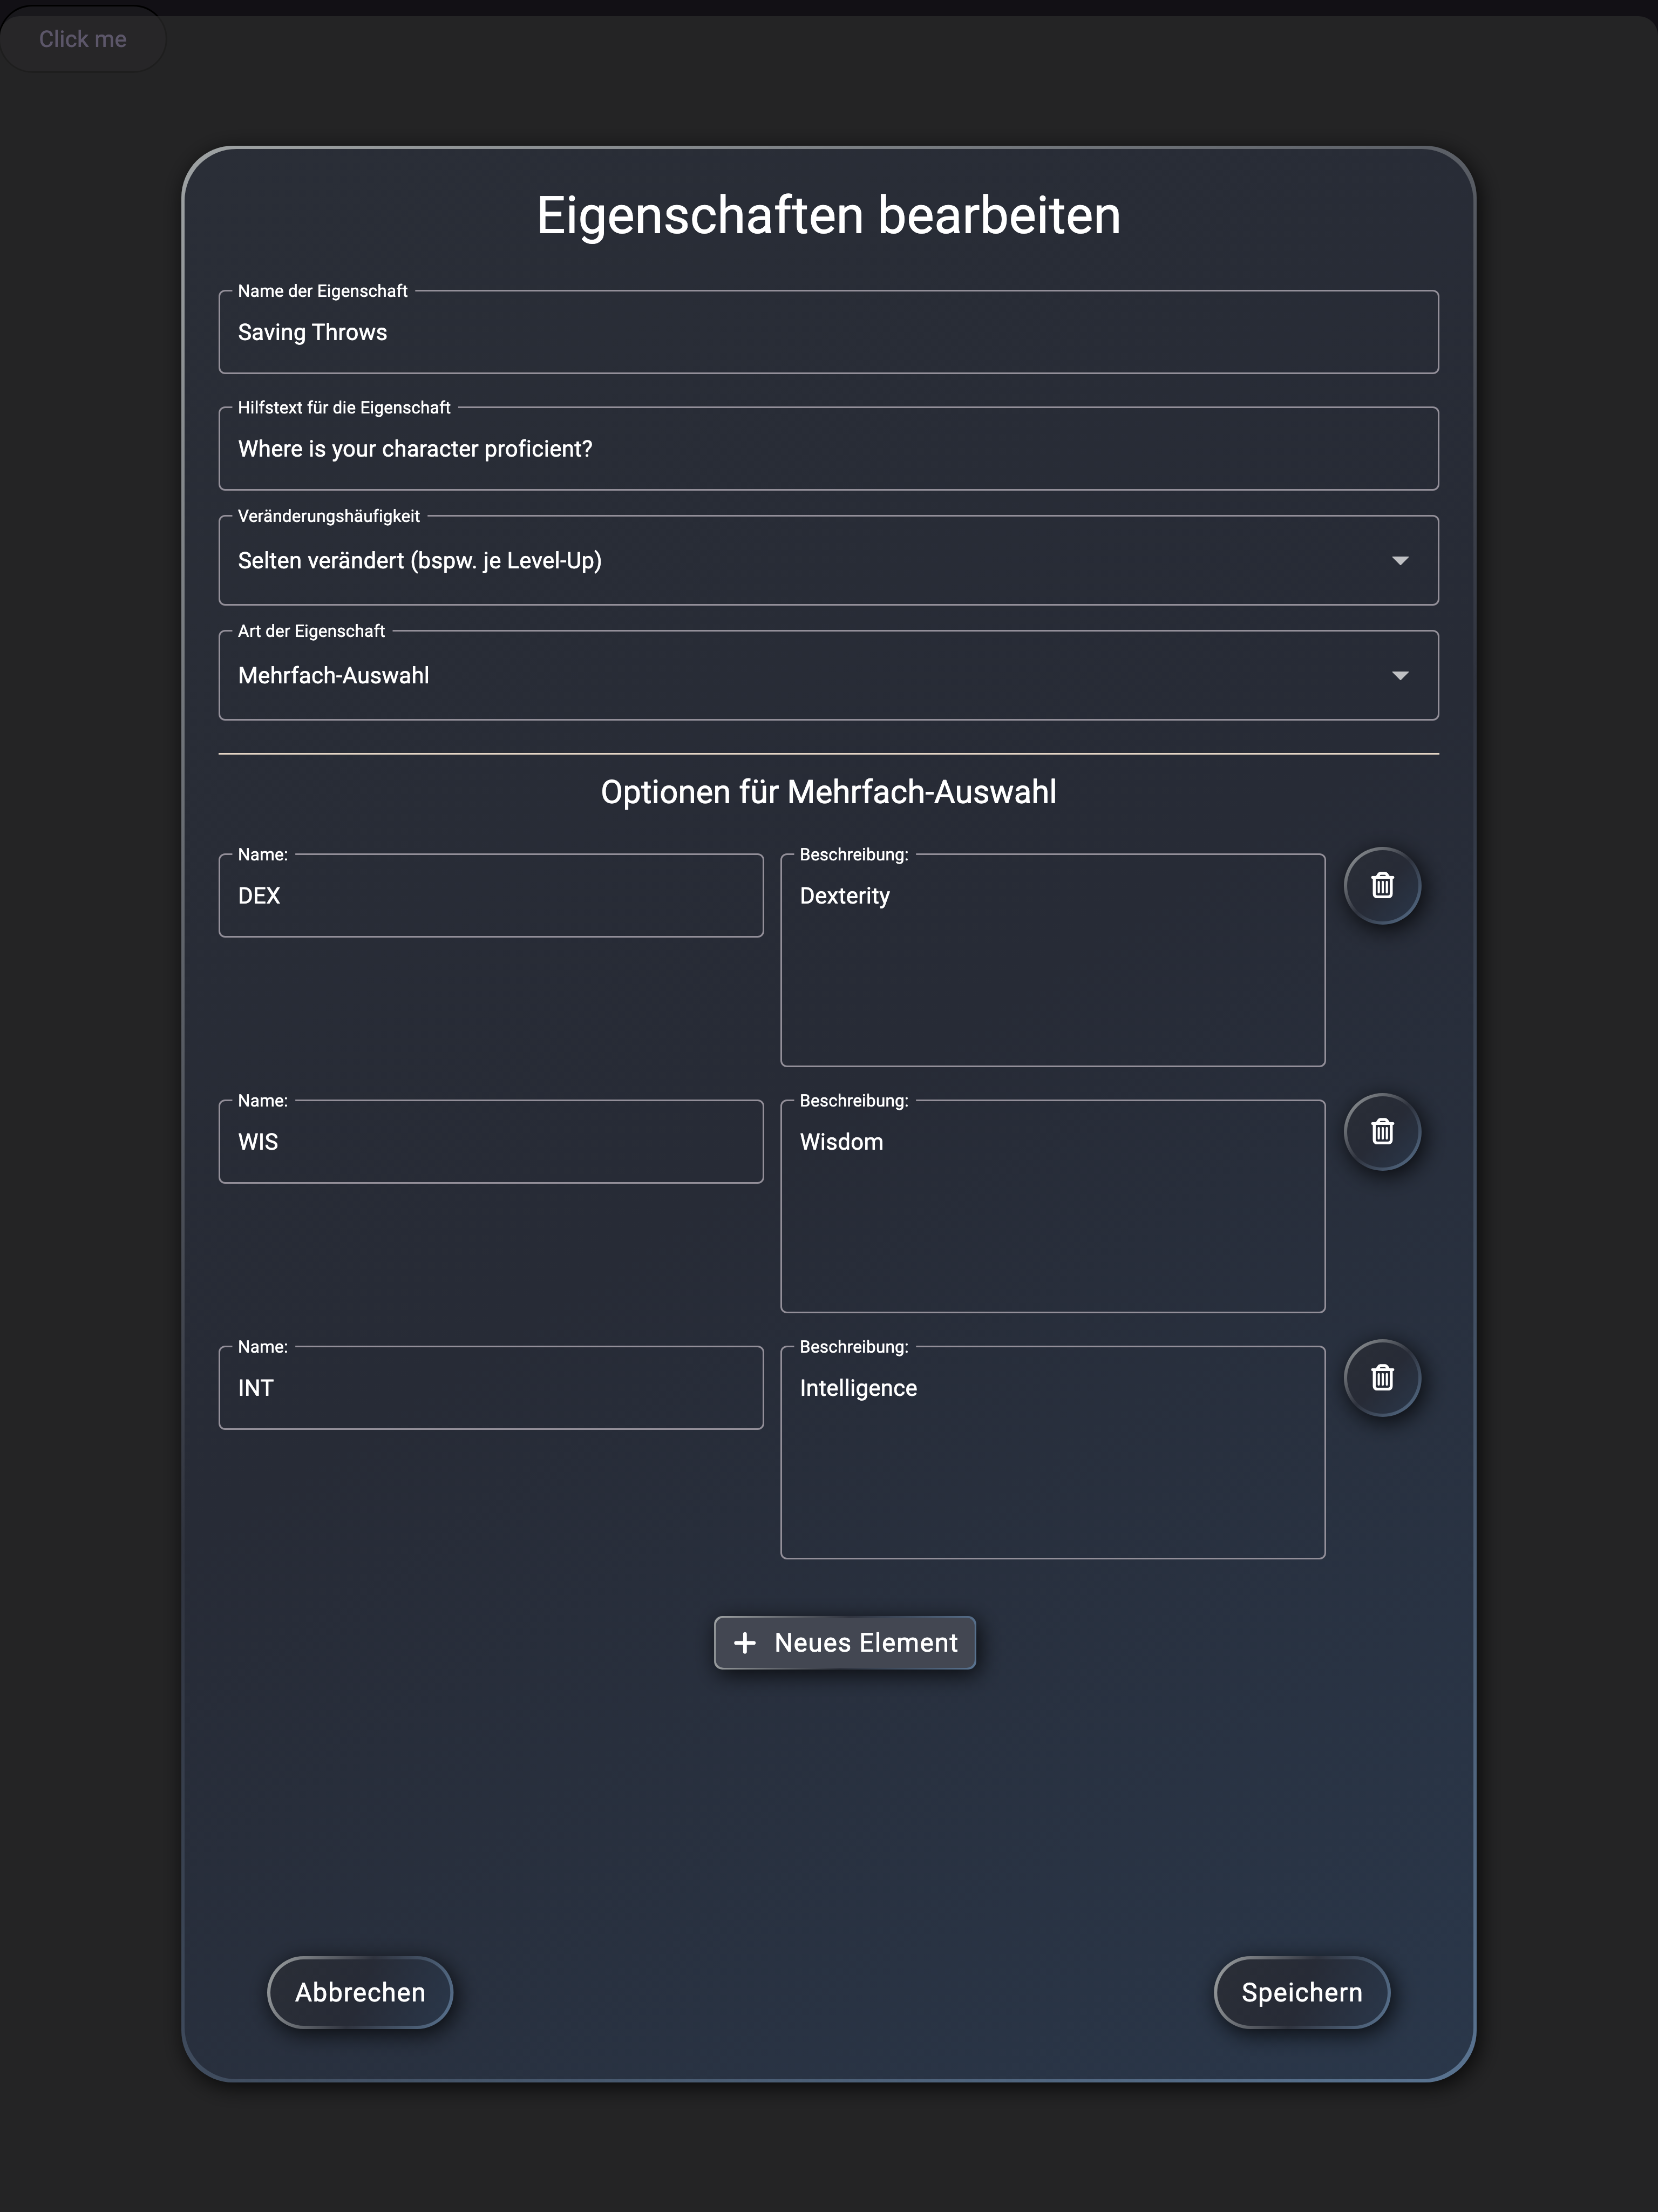 Click me
Eigenschaften bearbeiten
Name der Eigenschaft
Saving Throws
Hilfstext für die Eigenschaft
Where is your character proficient?
Veränderungshäufigkeit
Selten verändert (bspw. je Level-Up)
Art der Eigenschaft
Mehrfach-Auswahl
Optionen für Mehrfach-Auswahl
Name:
DEX
Beschreibung:
Dexterity
Name:
WIS
Beschreibung:
Wisdom
Name:
INT
Beschreibung:
Intelligence
+ Neues Element
Abbrechen
Speichern